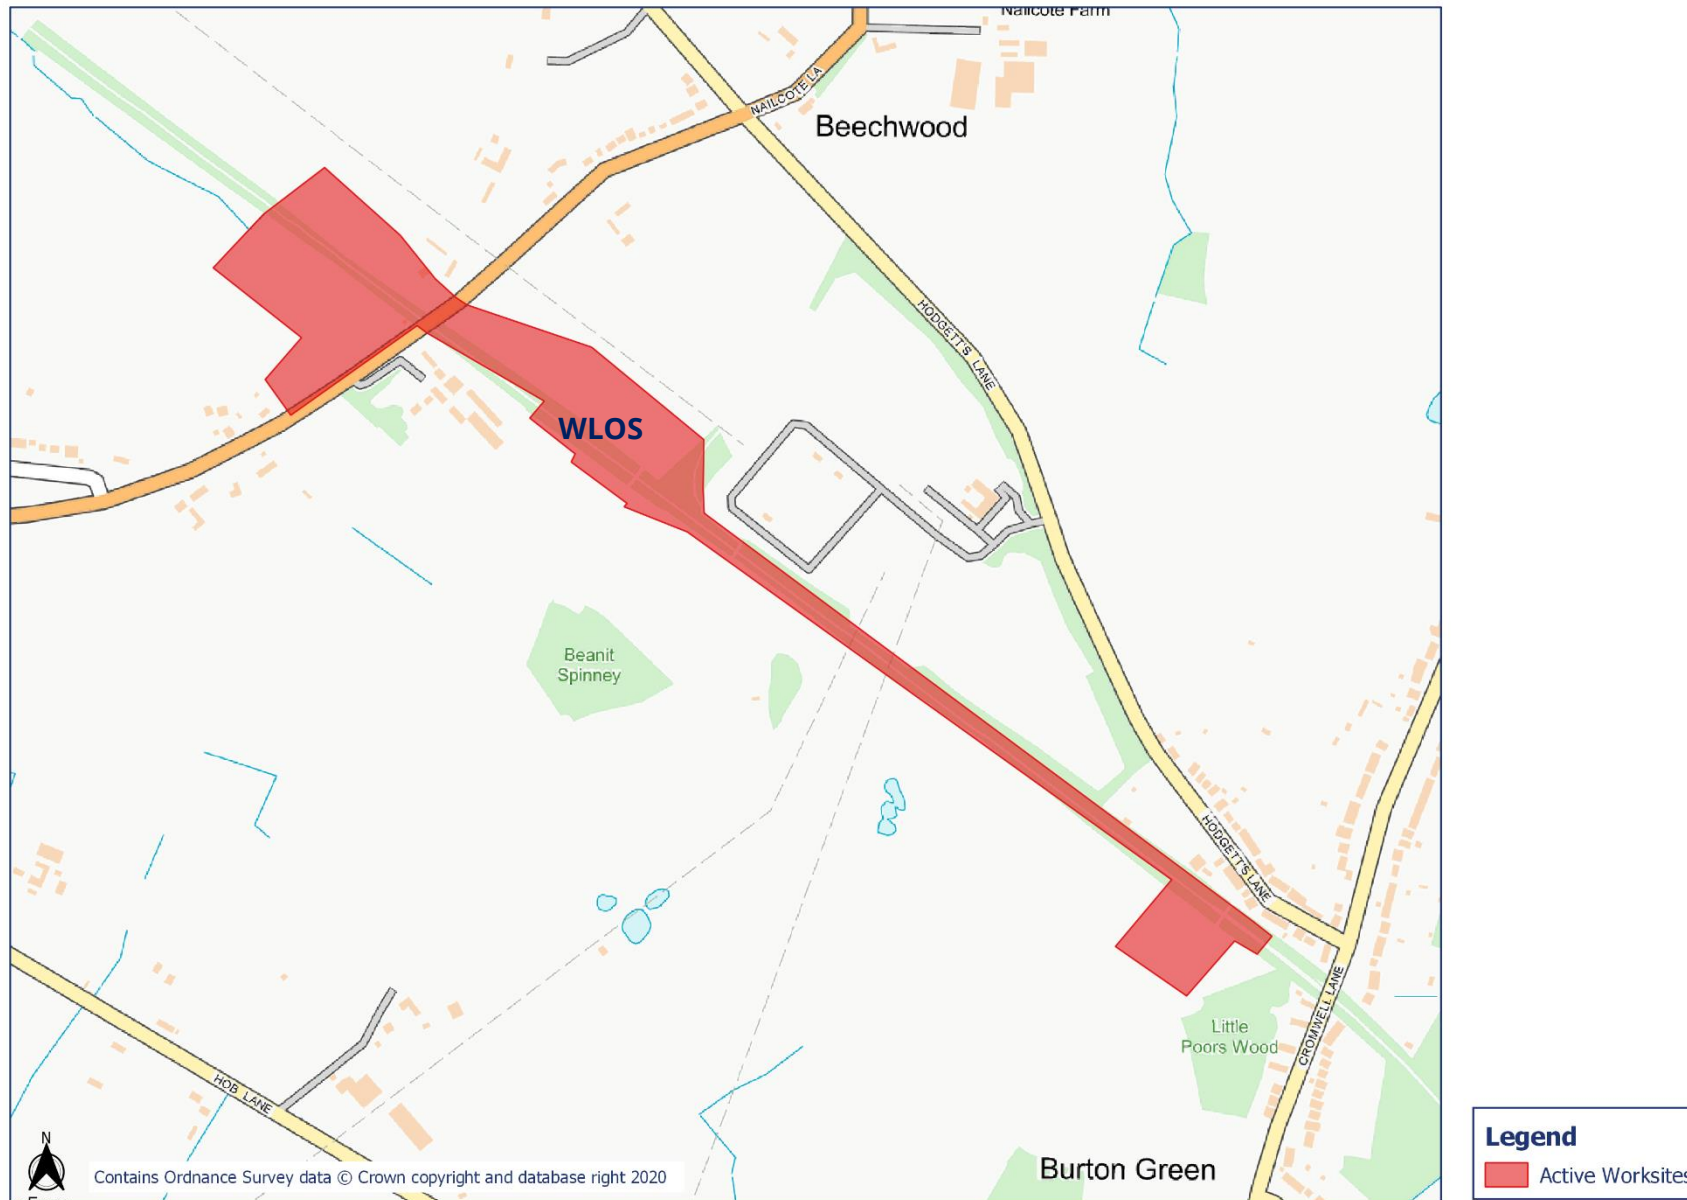 Nailcote Farm
NAILCOTE LA
Beechwood
HODGETT'S LANE
WLOS
Beanit
Spinney
HODGETT'S LANE
CROMWELL LANE
Little
Poors Wood
HOB LANE
N
Contains Ordnance Survey data © Crown copyright and database right 2020
Burton Green
Legend
Active Worksites